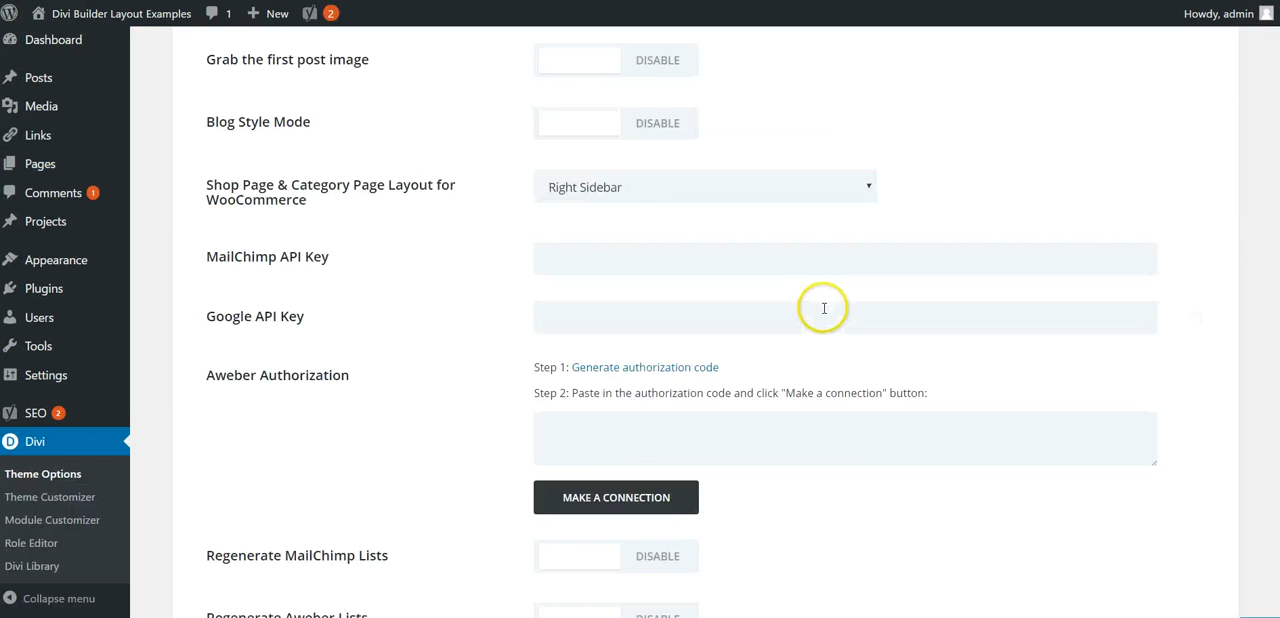 Divi Builder Layout Examples 1 New 2 Howdy, admin
Dashboard
Posts
Media
Links
Pages
Comments 1
Projects
Appearance
Plugins
Users
Tools
Settings
SEO 2
Divi
Theme Options
Theme Customizer
Module Customizer
Role Editor
Divi Library
Collapse menu
Grab the first post image
DISABLE
Blog Style Mode
DISABLE
Shop Page & Category Page Layout for
WooCommerce
Right Sidebar
MailChimp API Key
Google API Key
Aweber Authorization
Step 1: Generate authorization code
Step 2: Paste in the authorization code and click "Make a connection" button:
MAKE A CONNECTION
Regenerate MailChimp Lists
DISABLE
Regenerate Aweber Lists
DISABLE